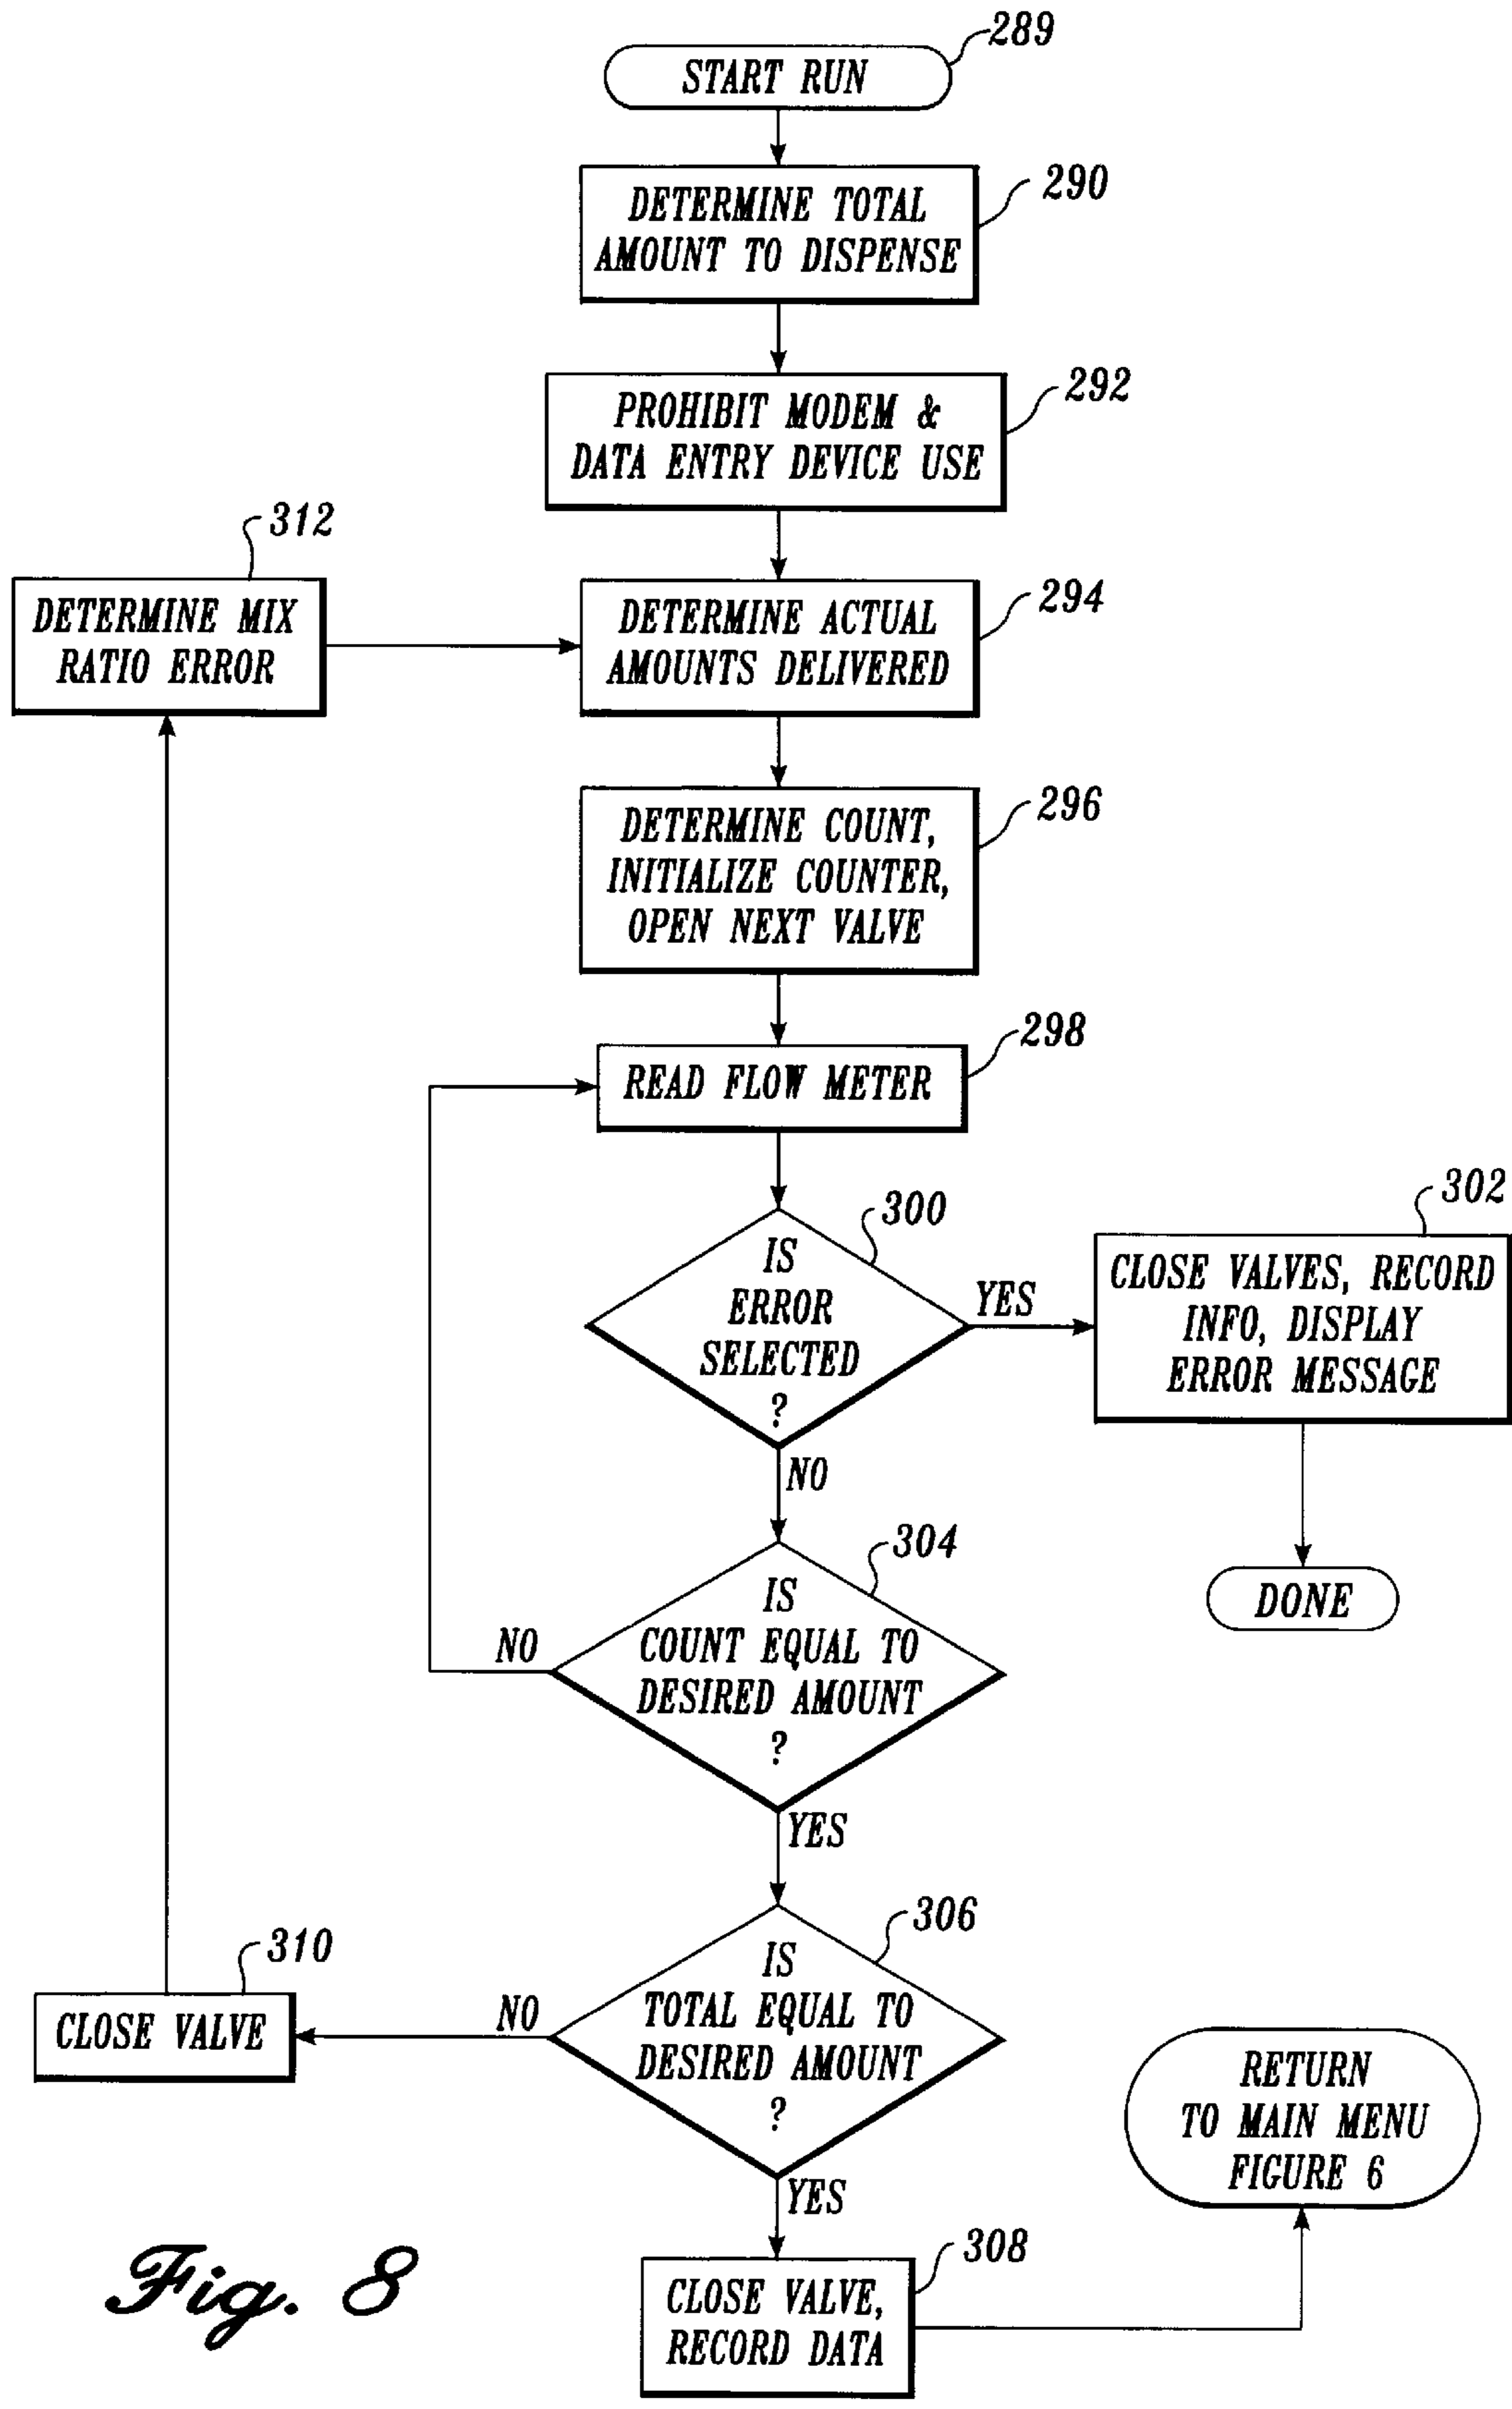 289
START RUN
290
DETERMINE TOTAL
AMOUNT TO DISPENSE
292
PROHIBIT MODEM &
DATA ENTRY DEVICE USE
312
DETERMINE MIX
RATIO ERROR
294
DETERMINE ACTUAL
AMOUNTS DELIVERED
296
DETERMINE COUNT,
INITIALIZE COUNTER,
OPEN NEXT VALVE
298
READ FLOW METER
300
IS
ERROR
SELECTED
?
YES
302
CLOSE VALVES, RECORD
INFO, DISPLAY
ERROR MESSAGE
NO
DONE
304
IS
COUNT EQUAL TO
DESIRED AMOUNT
?
NO
YES
306
IS
TOTAL EQUAL TO
DESIRED AMOUNT
?
NO
310
CLOSE VALVE
YES
RETURN
TO MAIN MENU
FIGURE 6
308
CLOSE VALVE,
RECORD DATA
Fig. 8